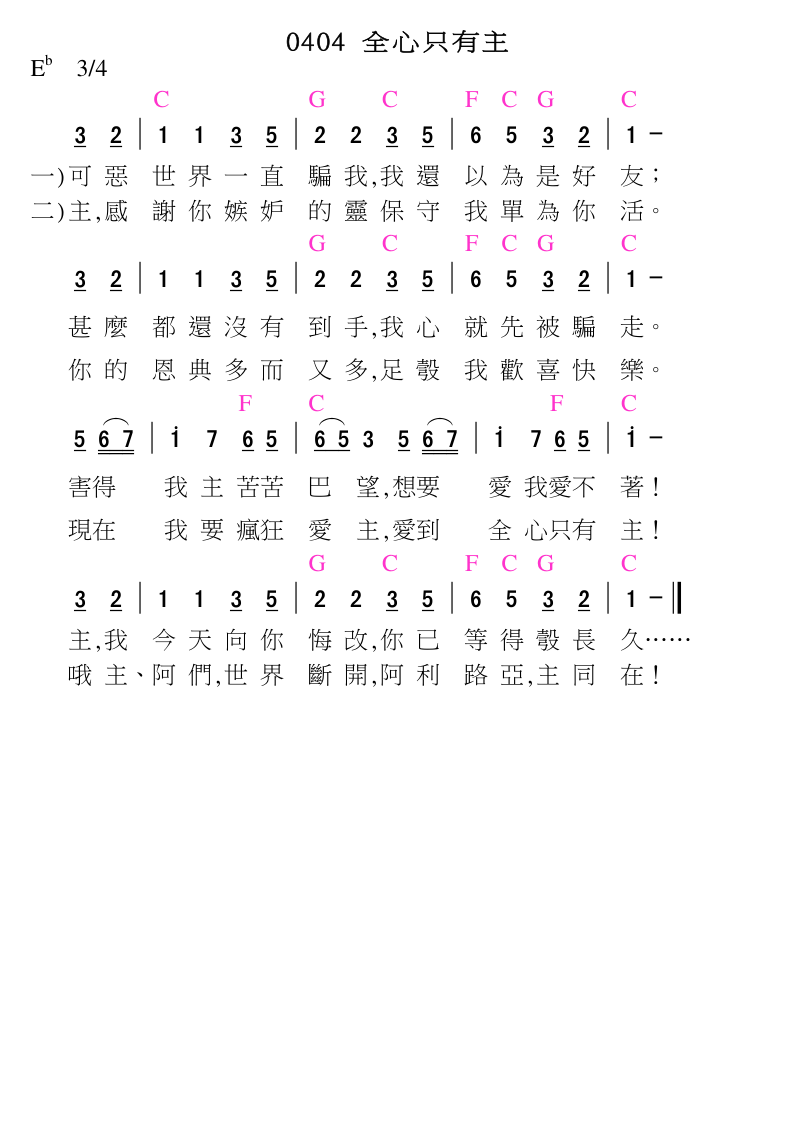 0404 全心只有主
E♭ 3/4
C G C F C G C
3 2 | 1 1 3 5 | 2 2 3 5 | 6 5 3 2 | 1 –
一)可惡 世界一直 騙我,我還 以為是好 友；
二)主,感 謝你嫉妒 的靈保守 我單為你 活。
G C F C G C
3 2 | 1 1 3 5 | 2 2 3 5 | 6 5 3 2 | 1 –
甚麼 都還沒有 到手,我心 就先被騙 走。
你的 恩典多而 又多,足彀 我歡喜快 樂。
F C F C
5 6 7 | i 7 6 5 | 6 5 3 5 6 7 | i 7 6 5 | i –
害得 我主苦苦 巴望,想要 愛我愛不 著！
現在 我要瘋狂 愛主,愛到 全心只有 主！
G C F C G C
3 2 | 1 1 3 5 | 2 2 3 5 | 6 5 3 2 | 1 – ‖
主,我 今天向你 悔改,你已 等得彀長 久……
哦主、阿們,世界 斷開,阿利 路亞,主同 在！